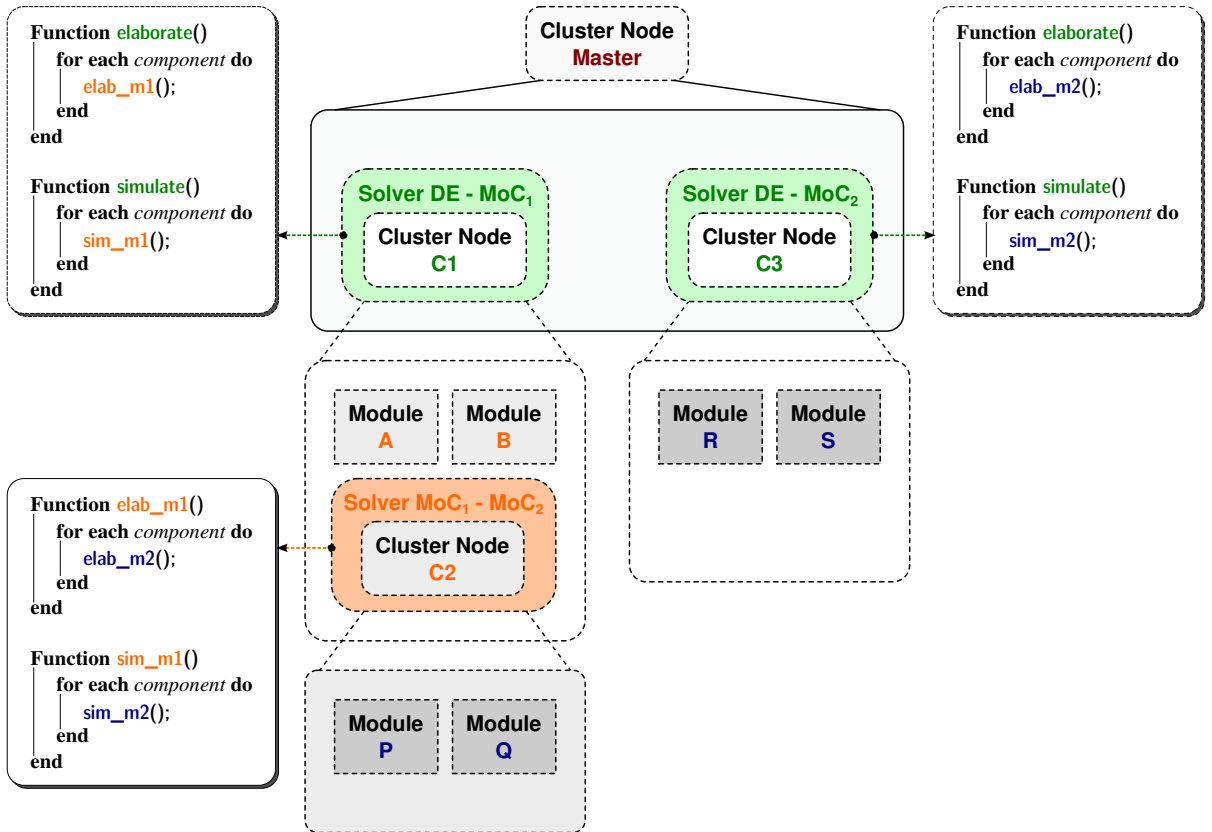 Function elaborate()
for each component do
elab_m1();
end
end
Function simulate()
for each component do
sim_m1();
end
end
Cluster Node
Master
Function elaborate()
for each component do
elab_m2();
end
end
Function simulate()
for each component do
sim_m2();
end
end
Solver DE - MoC₁
Cluster Node
C1
Solver DE - MoC₂
Cluster Node
C3
Module
A
Module
B
Module
R
Module
S
Solver MoC₁ - MoC₂
Cluster Node
C2
Function elab_m1()
for each component do
elab_m2();
end
end
Function sim_m1()
for each component do
sim_m2();
end
end
Module
P
Module
Q